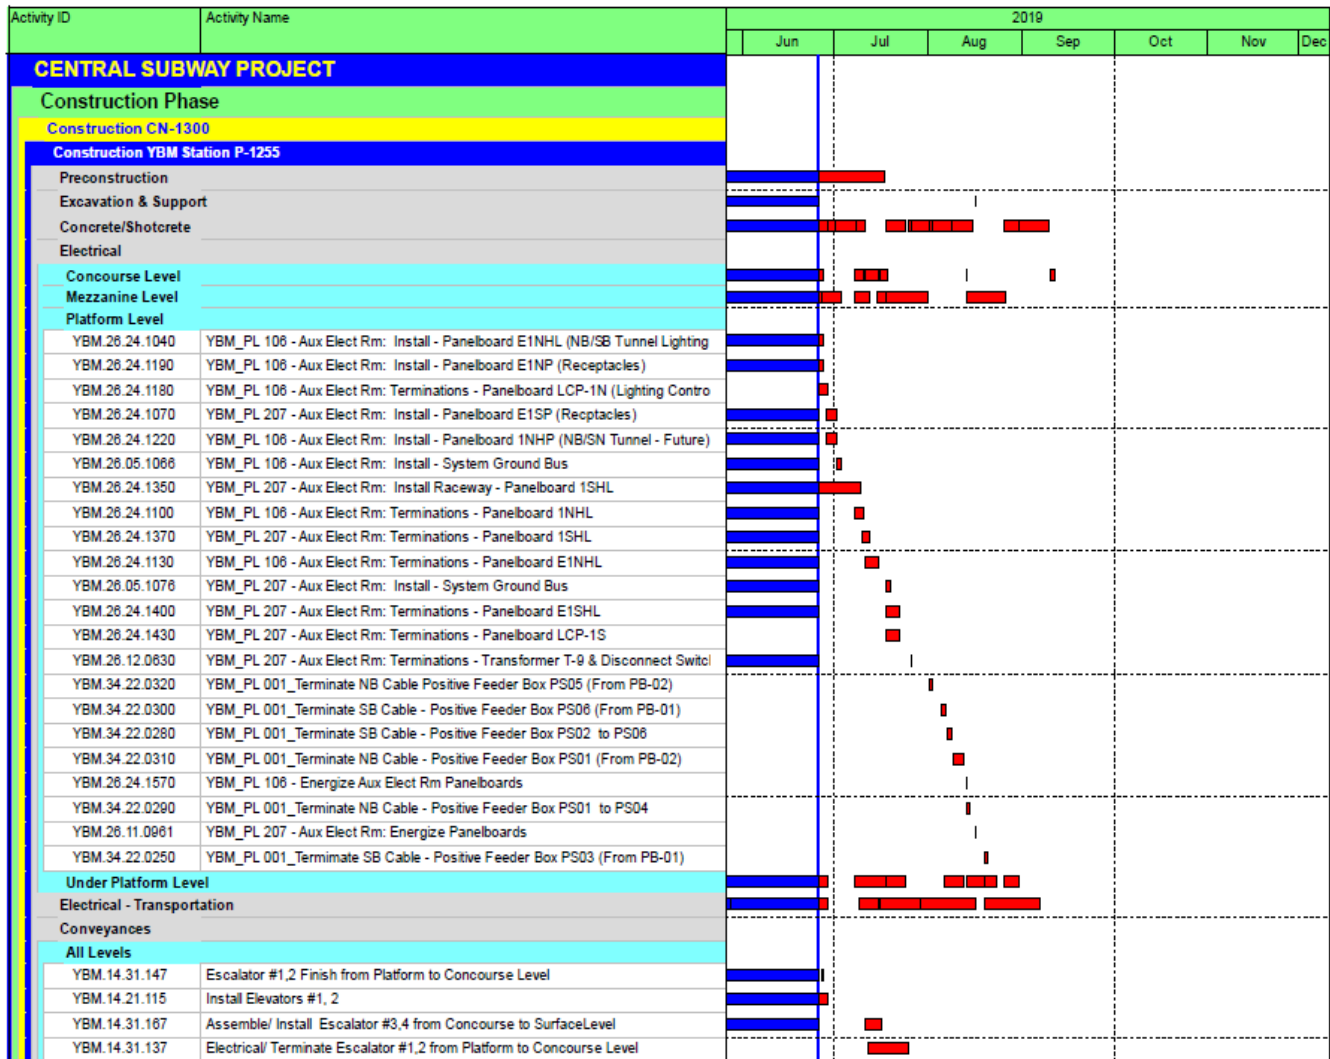 Activity ID Activity Name 2019
Jun Jul Aug Sep Oct Nov Dec
CENTRAL SUBWAY PROJECT
Construction Phase
Construction CN-1300
Construction YBM Station P-1255
Preconstruction
Excavation & Support
Concrete/Shotcrete
Electrical
Concourse Level
Mezzanine Level
Platform Level
YBM.26.24.1040 YBM_PL 106 - Aux Elect Rm: Install - Panelboard E1NHL (NB/SB Tunnel Lighting
YBM.26.24.1190 YBM_PL 106 - Aux Elect Rm: Install - Panelboard E1NP (Receptacles)
YBM.26.24.1180 YBM_PL 106 - Aux Elect Rm: Terminations - Panelboard LCP-1N (Lighting Contro
YBM.26.24.1070 YBM_PL 207 - Aux Elect Rm: Install - Panelboard E1SP (Recptacles)
YBM.26.24.1220 YBM_PL 106 - Aux Elect Rm: Install - Panelboard 1NHP (NB/SN Tunnel - Future)
YBM.26.05.1066 YBM_PL 106 - Aux Elect Rm: Install - System Ground Bus
YBM.26.24.1350 YBM_PL 207 - Aux Elect Rm: Install Raceway - Panelboard 1SHL
YBM.26.24.1100 YBM_PL 106 - Aux Elect Rm: Terminations - Panelboard 1NHL
YBM.26.24.1370 YBM_PL 207 - Aux Elect Rm: Terminations - Panelboard 1SHL
YBM.26.24.1130 YBM_PL 106 - Aux Elect Rm: Terminations - Panelboard E1NHL
YBM.26.05.1076 YBM_PL 207 - Aux Elect Rm: Install - System Ground Bus
YBM.26.24.1400 YBM_PL 207 - Aux Elect Rm: Terminations - Panelboard E1SHL
YBM.26.24.1430 YBM_PL 207 - Aux Elect Rm: Terminations - Panelboard LCP-1S
YBM.26.12.0630 YBM_PL 207 - Aux Elect Rm: Terminations - Transformer T-9 & Disconnect Switcl
YBM.34.22.0320 YBM_PL 001_Terminate NB Cable Positive Feeder Box PS05 (From PB-02)
YBM.34.22.0300 YBM_PL 001_Terminate SB Cable - Positive Feeder Box PS06 (From PB-01)
YBM.34.22.0280 YBM_PL 001_Terminate SB Cable - Positive Feeder Box PS02 to PS06
YBM.34.22.0310 YBM_PL 001_Terminate NB Cable - Positive Feeder Box PS01 (From PB-02)
YBM.26.24.1570 YBM_PL 106 - Energize Aux Elect Rm Panelboards
YBM.34.22.0290 YBM_PL 001_Terminate NB Cable - Positive Feeder Box PS01 to PS04
YBM.26.11.0961 YBM_PL 207 - Aux Elect Rm: Energize Panelboards
YBM.34.22.0250 YBM_PL 001_Termimate SB Cable - Positive Feeder Box PS03 (From PB-01)
Under Platform Level
Electrical - Transportation
Conveyances
All Levels
YBM.14.31.147 Escalator #1,2 Finish from Platform to Concourse Level
YBM.14.21.115 Install Elevators #1, 2
YBM.14.31.167 Assemble/ Install Escalator #3,4 from Concourse to SurfaceLevel
YBM.14.31.137 Electrical/ Terminate Escalator #1,2 from Platform to Concourse Level